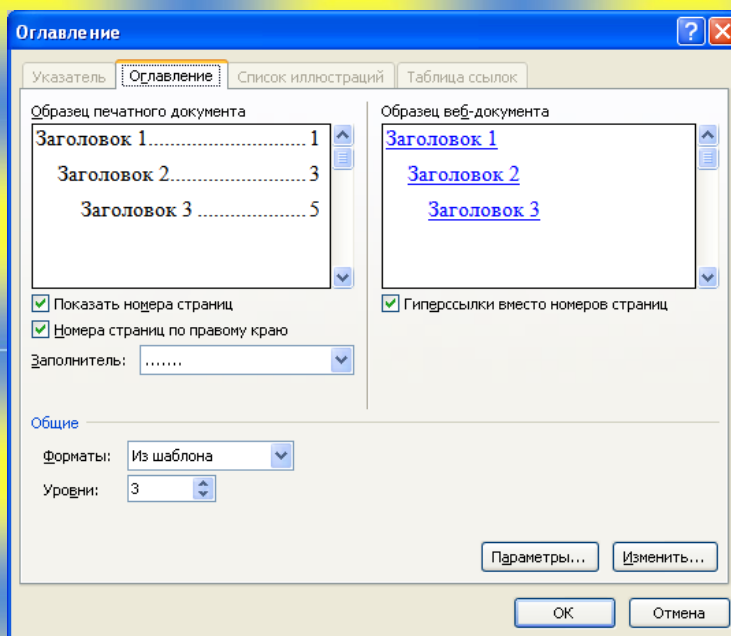 Оглавление
Указатель Оглавление Список иллюстраций Таблица ссылок
Образец печатного документа
Заголовок 1............................ 1
Заголовок 2........................ 3
Заголовок 3 ................... 5
Показать номера страниц
Номера страниц по правому краю
Заполнитель: .......
Образец веб-документа
Заголовок 1
Заголовок 2
Заголовок 3
Гиперссылки вместо номеров страниц
Общие
Форматы: Из шаблона
Уровни: 3
Параметры... Изменить...
ОК Отмена